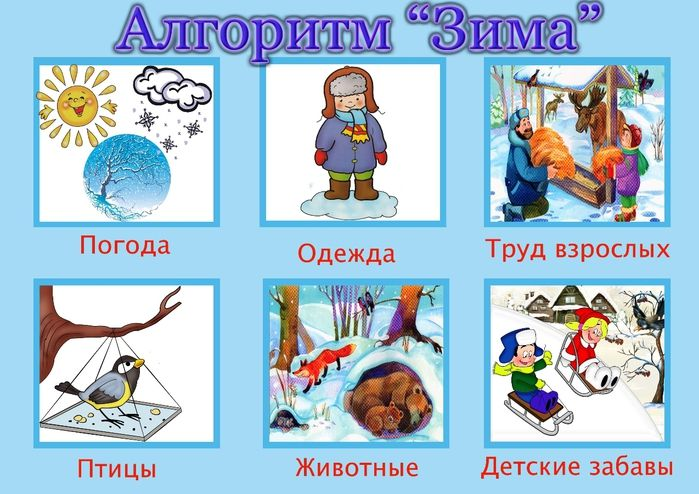 Алгоритм “Зима”
Погода
Одежда
Труд взрослых
Птицы
Животные
Детские забавы